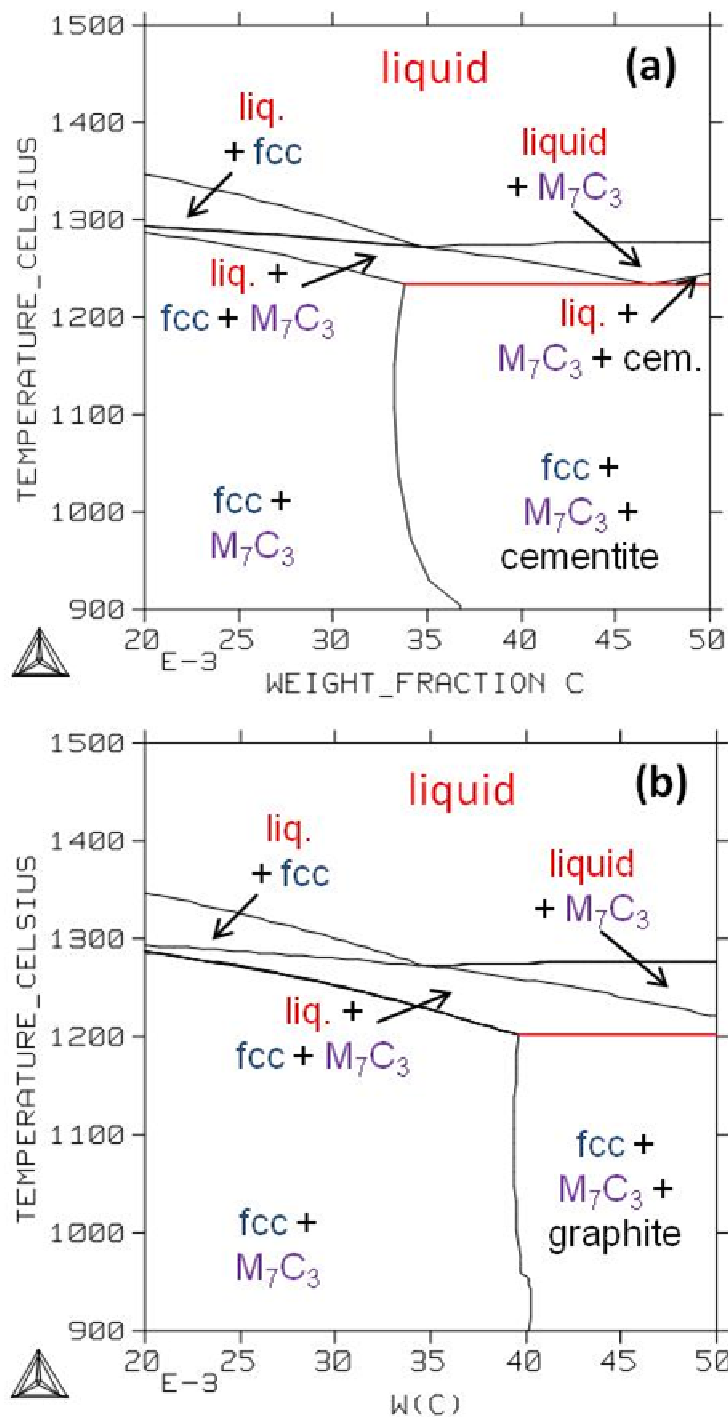 1500
(a)
liquid
liq.
+ fcc
1400
liquid
+ M₇C₃
1300
liq. +
fcc + M₇C₃
1200
liq. +
M₇C₃ + cem.
1100
fcc +
M₇C₃
fcc +
M₇C₃ +
cementite
1000
900
TEMPERATURE_CELSIUS
20 25 30 35 40 45 50
E-3
WEIGHT_FRACTION C
1500
(b)
liquid
liq.
+ fcc
1400
liquid
+ M₇C₃
1300
liq. +
fcc + M₇C₃
1200
1100
fcc +
M₇C₃ +
graphite
fcc +
M₇C₃
1000
900
TEMPERATURE_CELSIUS
20 25 30 35 40 45 50
E-3
W(C)